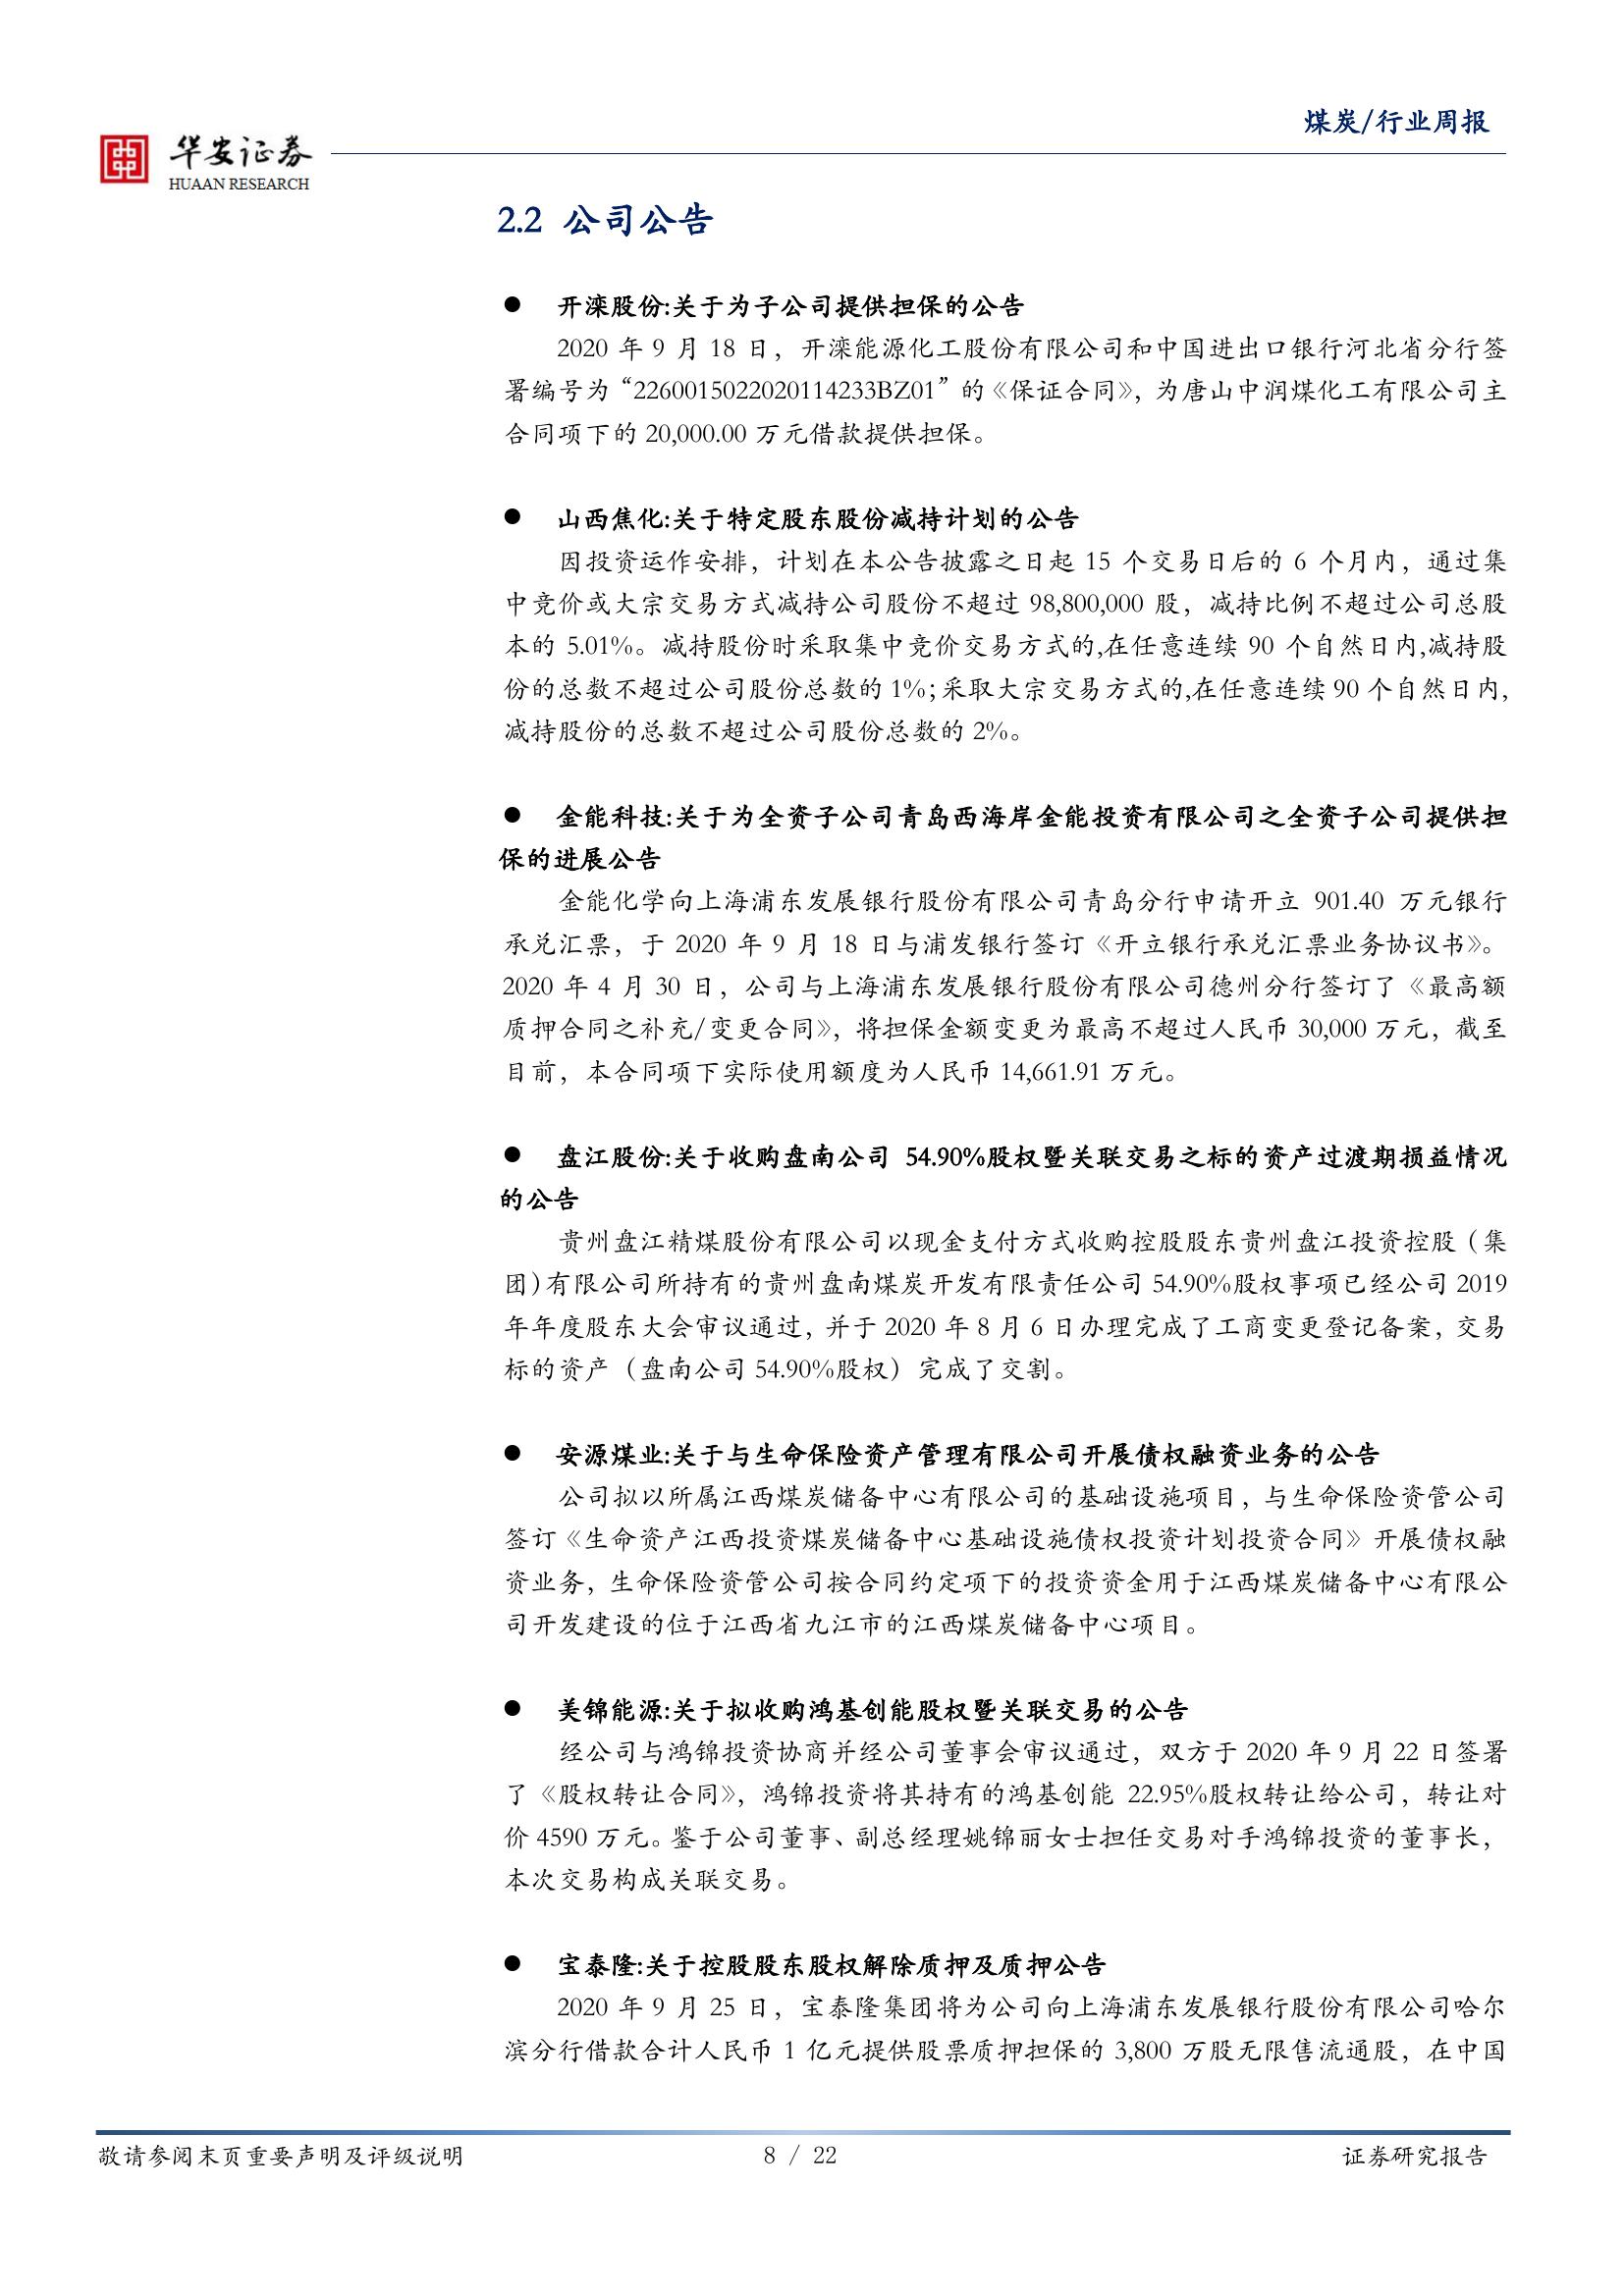 煤炭/行业周报
华安证券
HUAAN RESEARCH
2.2 公司公告
● 开滦股份:关于为子公司提供担保的公告
2020 年 9 月 18 日，开滦能源化工股份有限公司和中国进出口银行河北省分行签
署编号为“2260015022020114233BZ01”的《保证合同》，为唐山中润煤化工有限公司主
合同项下的 20,000.00 万元借款提供担保。
● 山西焦化:关于特定股东股份减持计划的公告
因投资运作安排，计划在本公告披露之日起 15 个交易日后的 6 个月内，通过集
中竞价或大宗交易方式减持公司股份不超过 98,800,000 股，减持比例不超过公司总股
本的 5.01%。减持股份时采取集中竞价交易方式的,在任意连续 90 个自然日内,减持股
份的总数不超过公司股份总数的 1%;采取大宗交易方式的,在任意连续 90 个自然日内,
减持股份的总数不超过公司股份总数的 2%。
● 金能科技:关于为全资子公司青岛西海岸金能投资有限公司之全资子公司提供担
保的进展公告
金能化学向上海浦东发展银行股份有限公司青岛分行申请开立 901.40 万元银行
承兑汇票，于 2020 年 9 月 18 日与浦发银行签订《开立银行承兑汇票业务协议书》。
2020 年 4 月 30 日，公司与上海浦东发展银行股份有限公司德州分行签订了《最高额
质押合同之补充/变更合同》，将担保金额变更为最高不超过人民币 30,000 万元，截至
目前，本合同项下实际使用额度为人民币 14,661.91 万元。
● 盘江股份:关于收购盘南公司 54.90%股权暨关联交易之标的资产过渡期损益情况
的公告
贵州盘江精煤股份有限公司以现金支付方式收购控股股东贵州盘江投资控股（集
团)有限公司所持有的贵州盘南煤炭开发有限责任公司 54.90%股权事项已经公司 2019
年年度股东大会审议通过，并于 2020 年 8 月 6 日办理完成了工商变更登记备案，交易
标的资产（盘南公司 54.90%股权）完成了交割。
● 安源煤业:关于与生命保险资产管理有限公司开展债权融资业务的公告
公司拟以所属江西煤炭储备中心有限公司的基础设施项目，与生命保险资管公司
签订《生命资产江西投资煤炭储备中心基础设施债权投资计划投资合同》开展债权融
资业务，生命保险资管公司按合同约定项下的投资资金用于江西煤炭储备中心有限公
司开发建设的位于江西省九江市的江西煤炭储备中心项目。
● 美锦能源:关于拟收购鸿基创能股权暨关联交易的公告
经公司与鸿锦投资协商并经公司董事会审议通过，双方于 2020 年 9 月 22 日签署
了《股权转让合同》，鸿锦投资将其持有的鸿基创能 22.95%股权转让给公司，转让对
价 4590 万元。鉴于公司董事、副总经理姚锦丽女士担任交易对手鸿锦投资的董事长，
本次交易构成关联交易。
● 宝泰隆:关于控股股东股权解除质押及质押公告
2020 年 9 月 25 日，宝泰隆集团将为公司向上海浦东发展银行股份有限公司哈尔
滨分行借款合计人民币 1 亿元提供股票质押担保的 3,800 万股无限售流通股，在中国
敬请参阅末页重要声明及评级说明
8 / 22
证券研究报告